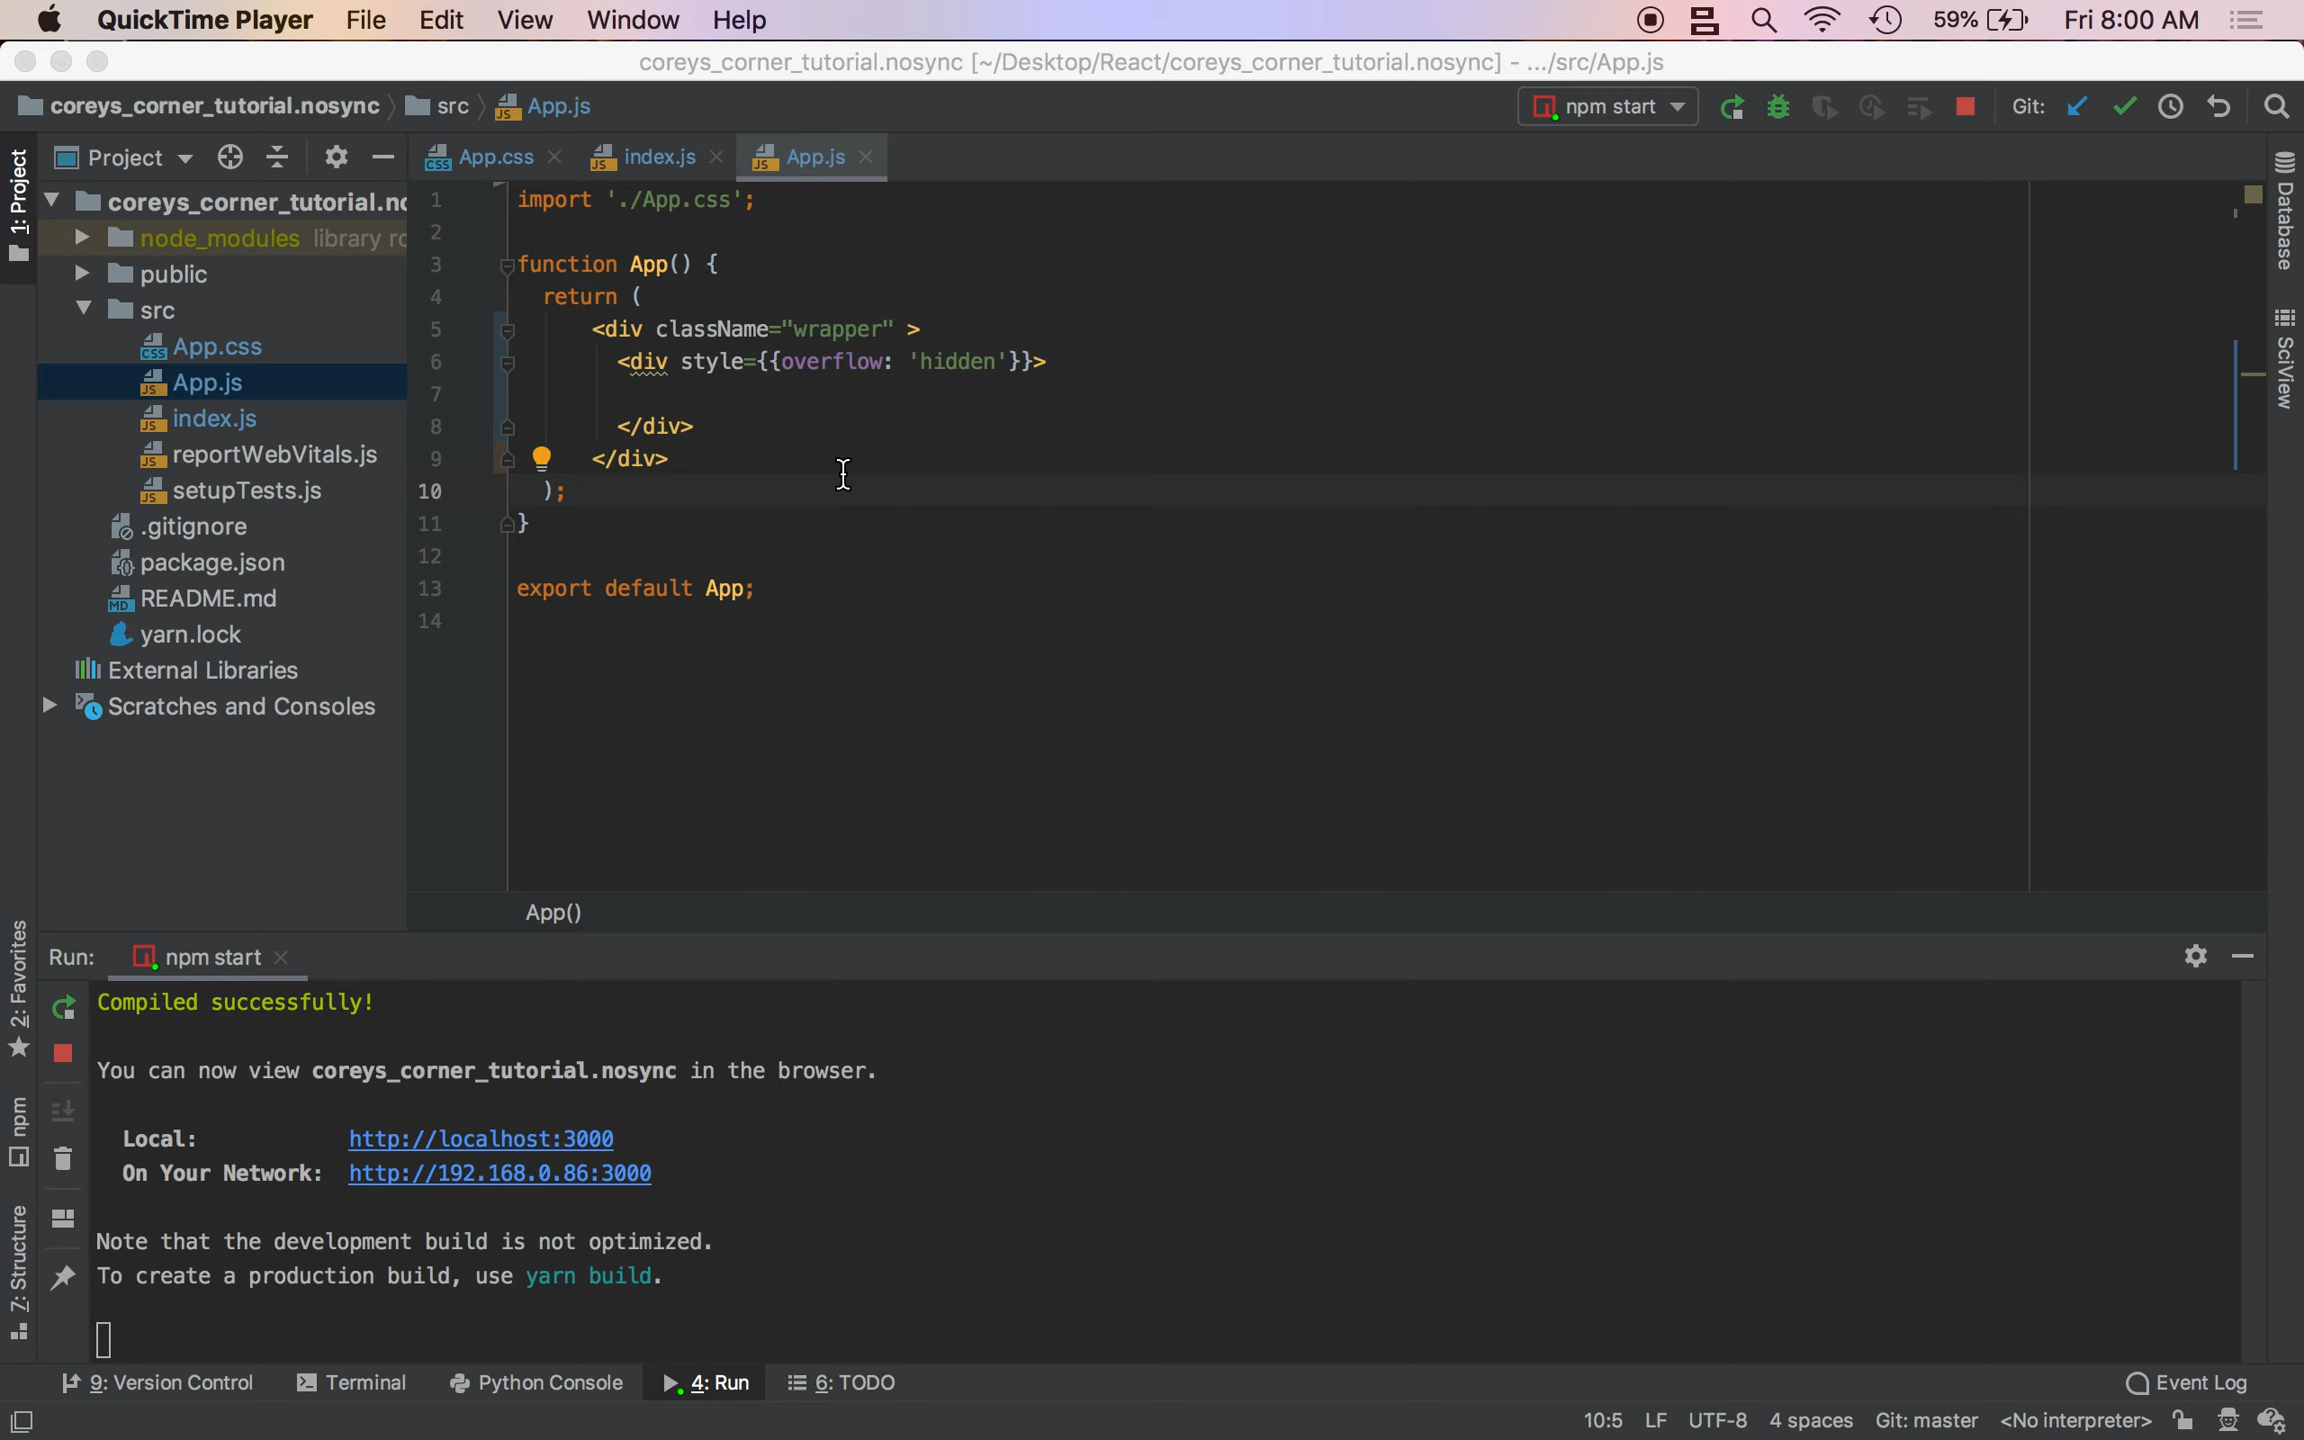 QuickTime Player File Edit View Window Help 59% Fri 8:00 AM
coreys_corner_tutorial.nosync [~/Desktop/React/coreys_corner_tutorial.nosync] - .../src/App.js
coreys_corner_tutorial.nosync src App.js npm start Git:
1: Project
Project
App.css index.js App.js
coreys_corner_tutorial.no
node_modules library ro
public
src
App.css
App.js
index.js
reportWebVitals.js
setupTests.js
.gitignore
package.json
README.md
yarn.lock
External Libraries
Scratches and Consoles
1 import './App.css';
2
3 function App() {
4 return (
5 <div className="wrapper" >
6 <div style={{overflow: 'hidden'}}>
7
8 </div>
9 </div>
10 );
11 }
12
13 export default App;
14
App()
Database
SciView
2: Favorites
npm
7: Structure
Run: npm start
Compiled successfully!
You can now view coreys_corner_tutorial.nosync in the browser.
Local: http://localhost:3000
On Your Network: http://192.168.0.86:3000
Note that the development build is not optimized.
To create a production build, use yarn build.
9: Version Control Terminal Python Console 4: Run 6: TODO Event Log
10:5 LF UTF-8 4 spaces Git: master <No interpreter>